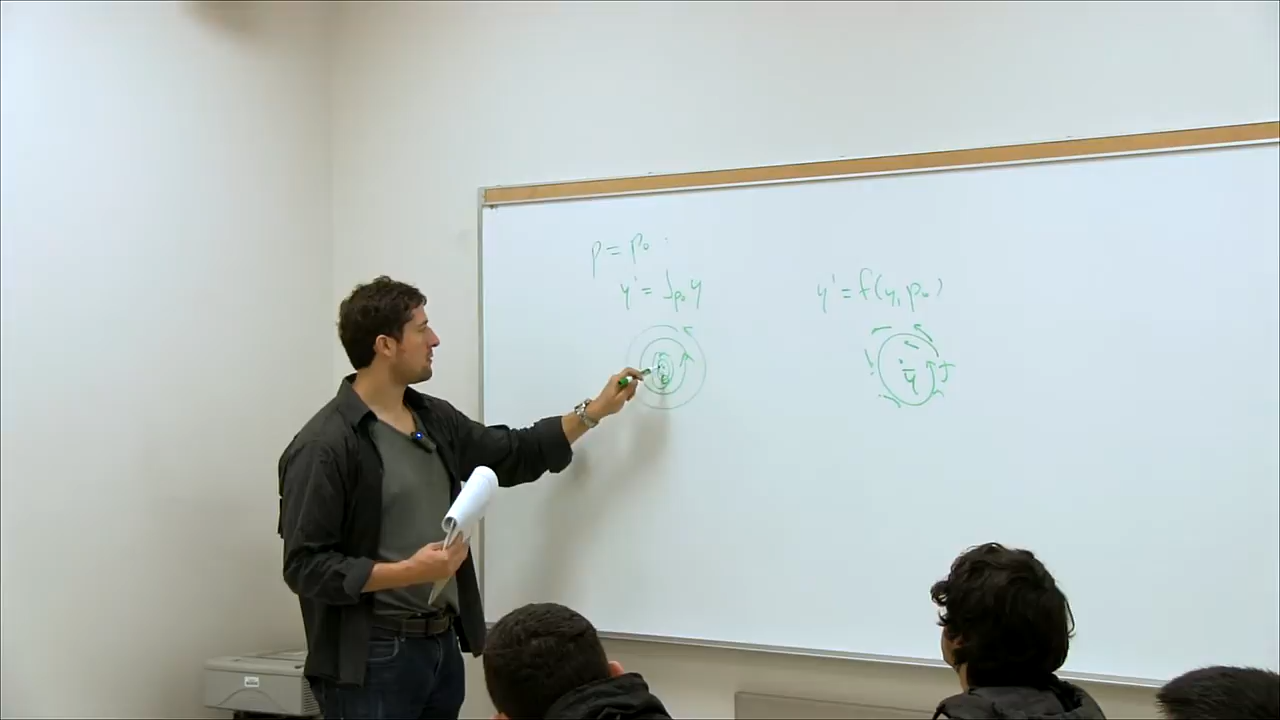 p = p₀
y' = J_{p₀} y
y' = f(y, p₀)
ȳ